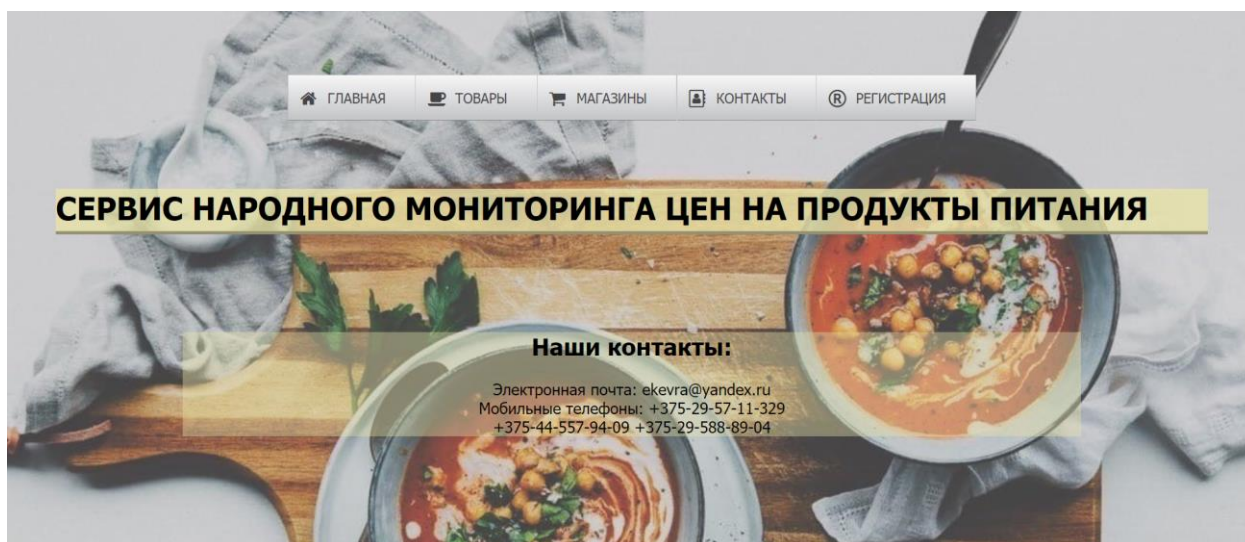 ГЛАВНАЯ ТОВАРЫ МАГАЗИНЫ КОНТАКТЫ ® РЕГИСТРАЦИЯ
СЕРВИС НАРОДНОГО МОНИТОРИНГА ЦЕН НА ПРОДУКТЫ ПИТАНИЯ
Наши контакты:
Электронная почта: ekevra@yandex.ru
Мобильные телефоны: +375-29-57-11-329
+375-44-557-94-09 +375-29-588-89-04